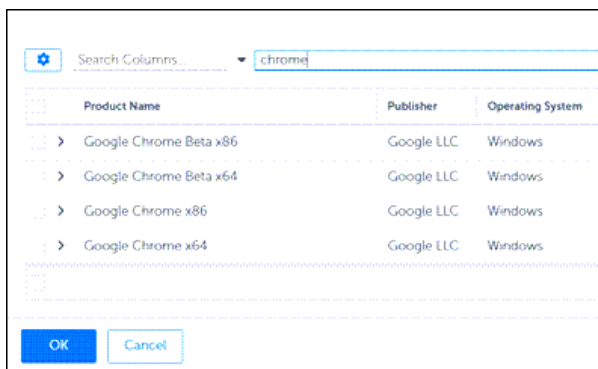 Search Columns... chrome
Product Name Publisher Operating System
Google Chrome Beta x86 Google LLC Windows
Google Chrome Beta x64 Google LLC Windows
Google Chrome x86 Google LLC Windows
Google Chrome x64 Google LLC Windows
OK Cancel